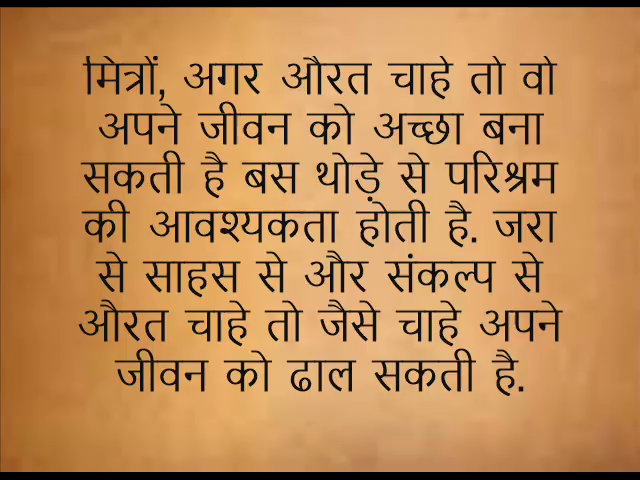 मित्रों, अगर औरत चाहे तो वो
अपने जीवन को अच्छा बना
सकती है बस थोड़े से परिश्रम
की आवश्यकता होती है. जरा
से साहस से और संकल्प से
औरत चाहे तो जैसे चाहे अपने
जीवन को ढाल सकती है.